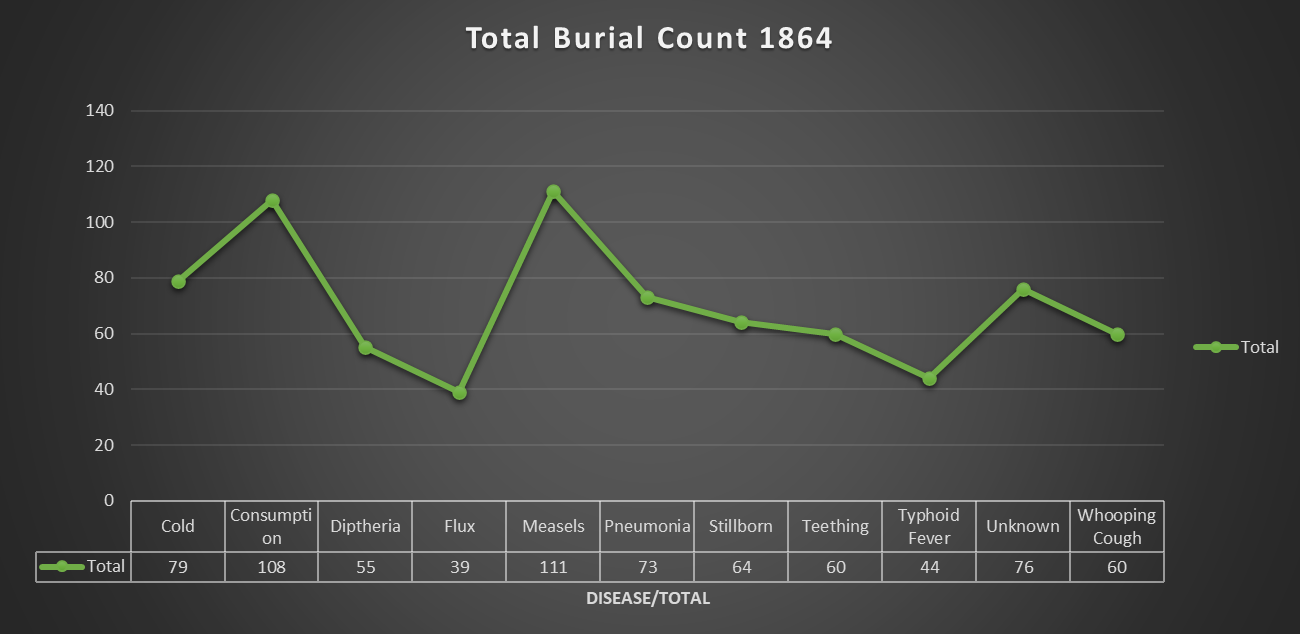 Total Burial Count 1864
140
120
100
80
60
40
20
0
Cold
Consumpti
on
Diptheria
Flux
Measels
Pneumonia
Stillborn
Teething
Typhoid
Fever
Unknown
Whooping
Cough
Total 79 108 55 39 111 73 64 60 44 76 60
DISEASE/TOTAL
Total